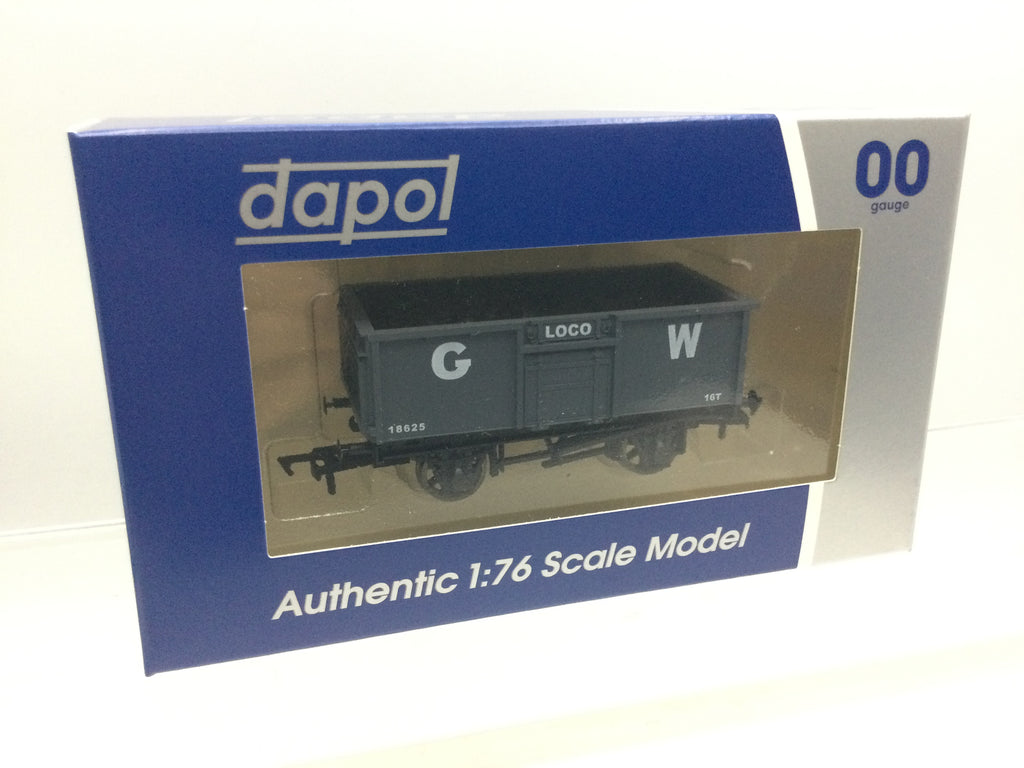 dapol
00
gauge
LOCO
G W
18625
16T
Authentic 1:76 Scale Model